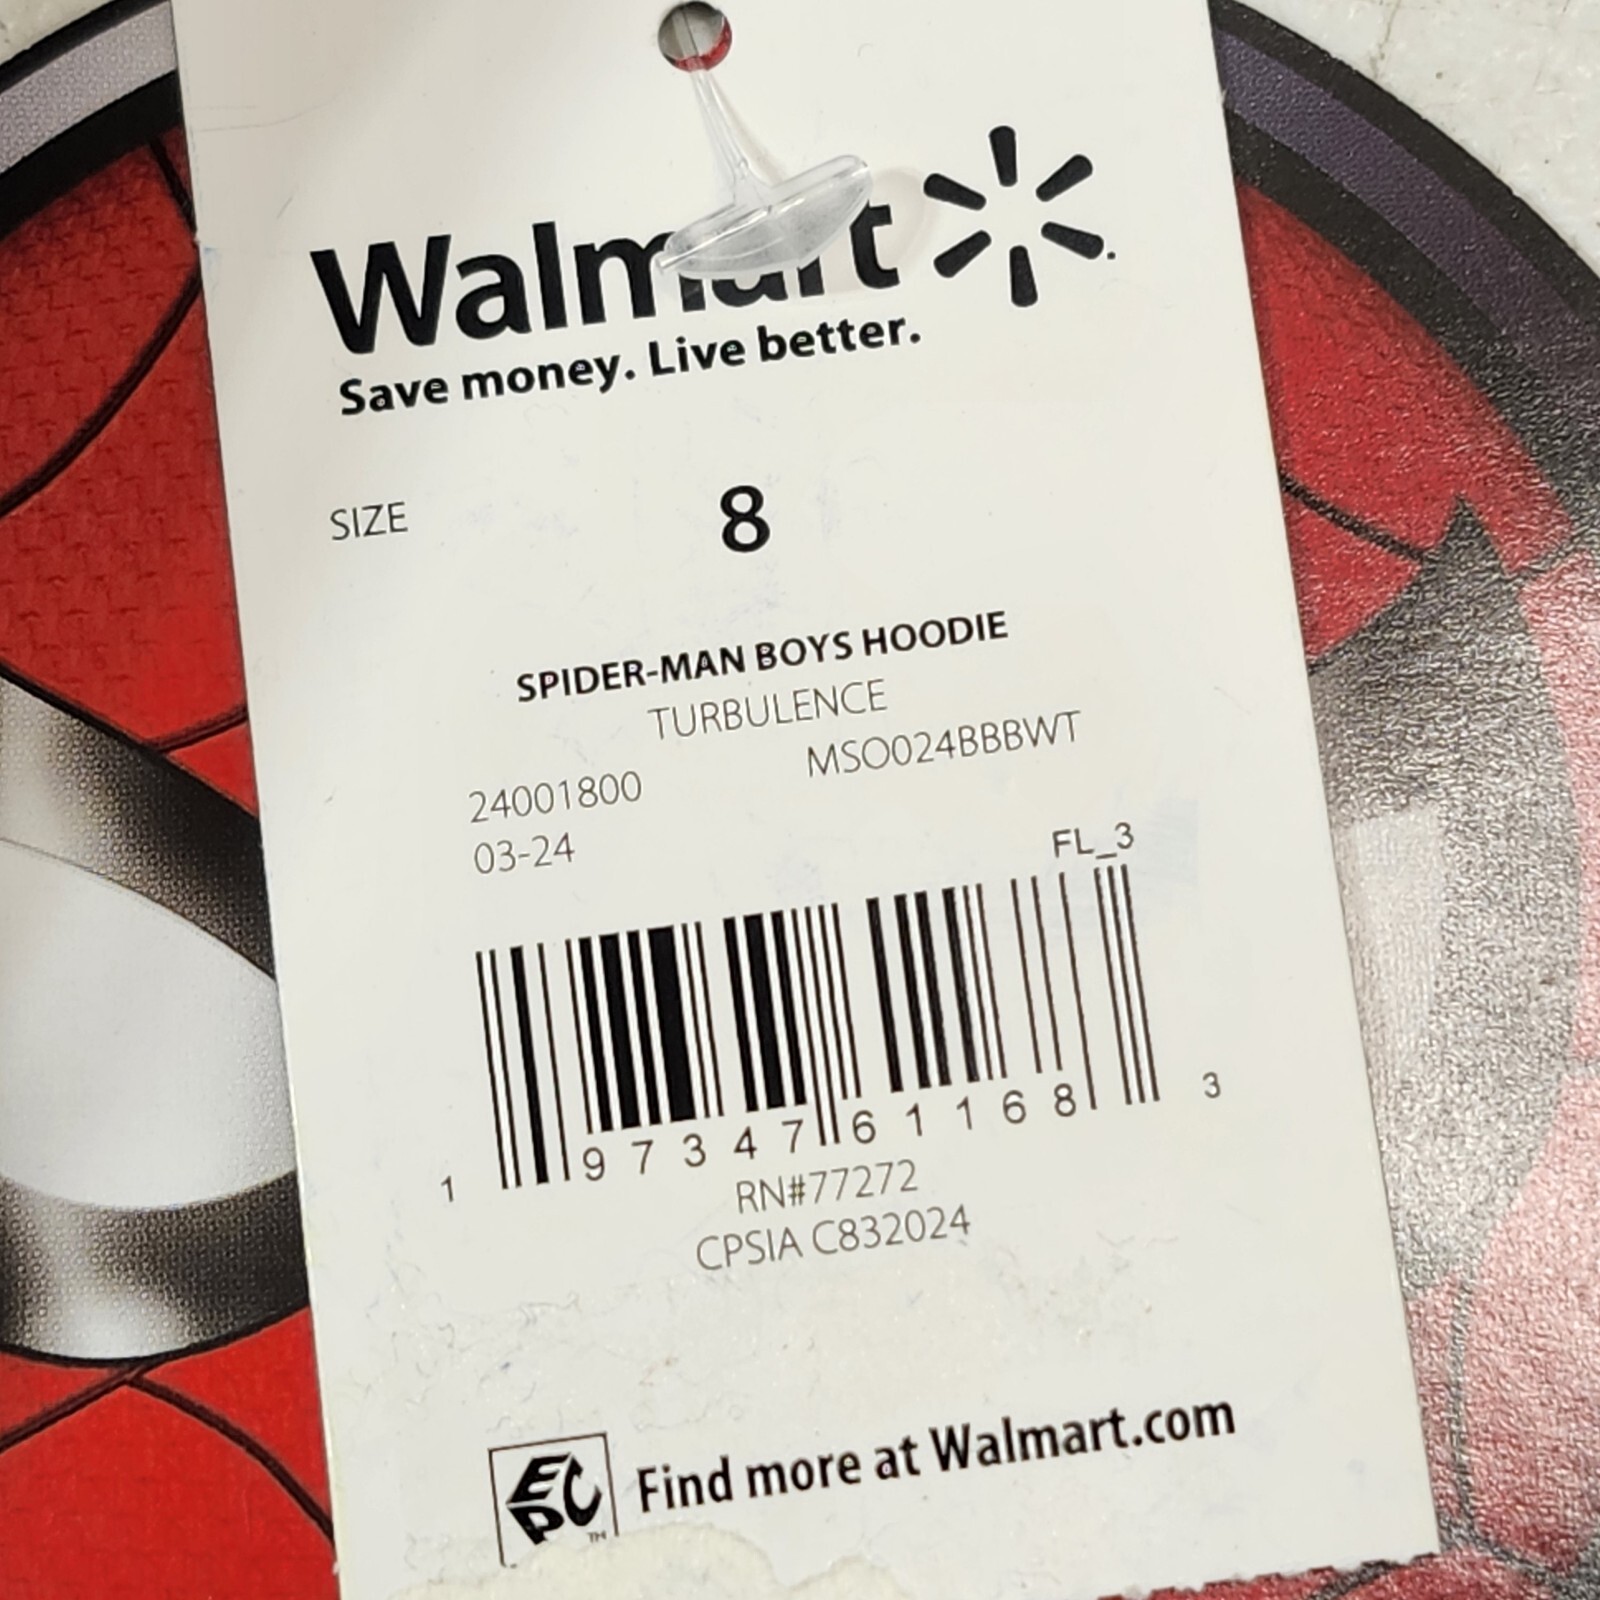 Walmart
Save money. Live better.
SIZE 8
SPIDER-MAN BOYS HOODIE
TURBULENCE
24001800 MSO024BBBWT
03-24
FL_3
1 97347 61168 3
RN#77272
CPSIA C832024
EPC™ Find more at Walmart.com